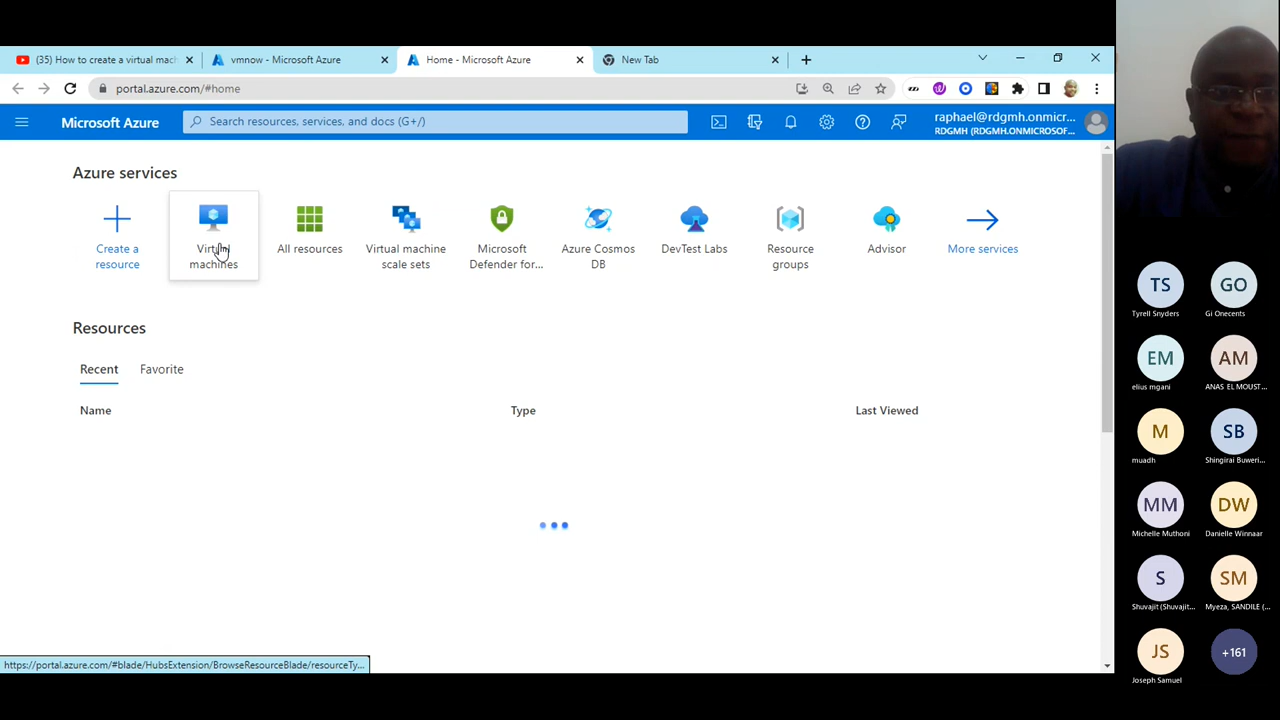 (35) How to create a virtual mach
vmnow - Microsoft Azure
Home - Microsoft Azure
New Tab
portal.azure.com/#home
Microsoft Azure
Search resources, services, and docs (G+/)
raphael@rdgmh.onmicr...
RDGMH (RDGMH.ONMICROSOF...
Azure services
Create a
resource
Virtual
machines
All resources
Virtual machine
scale sets
Microsoft
Defender for...
Azure Cosmos
DB
DevTest Labs
Resource
groups
Advisor
More services
Resources
Recent
Favorite
Name
Type
Last Viewed
https://portal.azure.com/#blade/HubsExtension/BrowseResourceBlade/resourceTy...
TS
Tyrell Snyders
GO
Gi Onecents
EM
elius mgani
AM
ANAS EL MOUST...
M
muadh
SB
Shingirai Buweri...
MM
Michelle Muthoni
DW
Danielle Winnaar
S
Shuvajit (Shuvajit...
SM
Myeza, SANDILE (...
JS
Joseph Samuel
+161